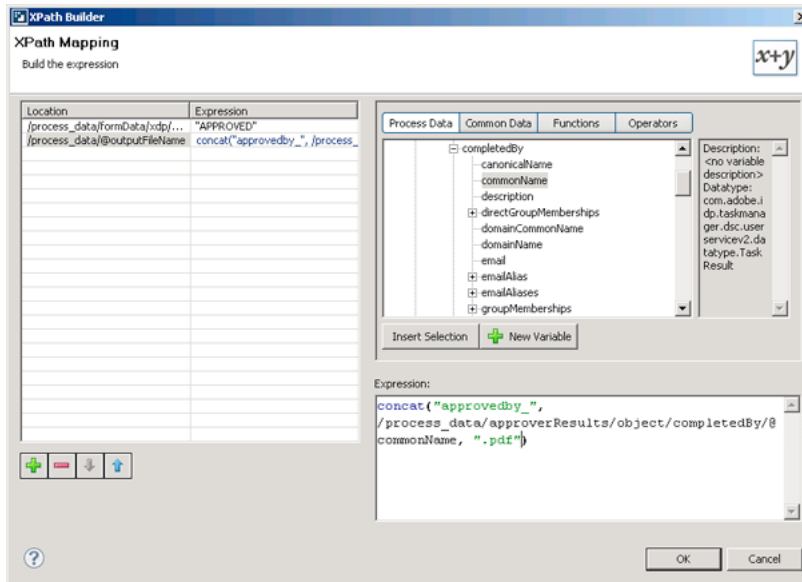 XPath Builder
XPath Mapping
Build the expression
x+y
Location Expression
/process_data/formData/xdp/... "APPROVED"
/process_data/@outputFileName concat("approvedby_", /process_
Process Data Common Data Functions Operators
completedBy
canonicalName
commonName
description
directGroupMemberships
domainCommonName
domainName
email
emailAlias
emailAliases
groupMemberships
Description:
<no variable
description>
Datatype:
com.adobe.i
dp.taskmana
ger.dsc.user
servicev2.da
tatype.Task
Result
Insert Selection New Variable
Expression:
concat("approvedby_",
/process_data/approverResults/object/completedBy/@
commonName, ".pdf")
? OK Cancel